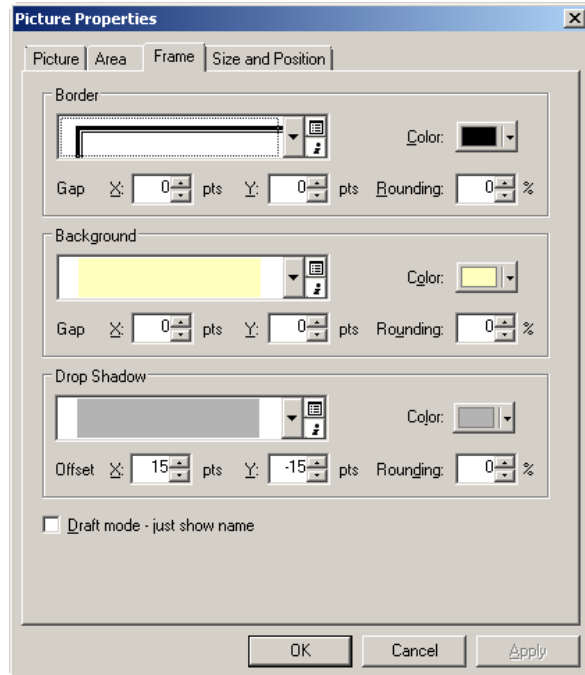 Picture Properties
Picture Area Frame Size and Position
Border
Color:
Gap X: 0 pts Y: 0 pts Rounding: 0 %
Background
Color:
Gap X: 0 pts Y: 0 pts Rounding: 0 %
Drop Shadow
Color:
Offset X: 15 pts Y: -15 pts Rounding: 0 %
Draft mode - just show name
OK Cancel Apply